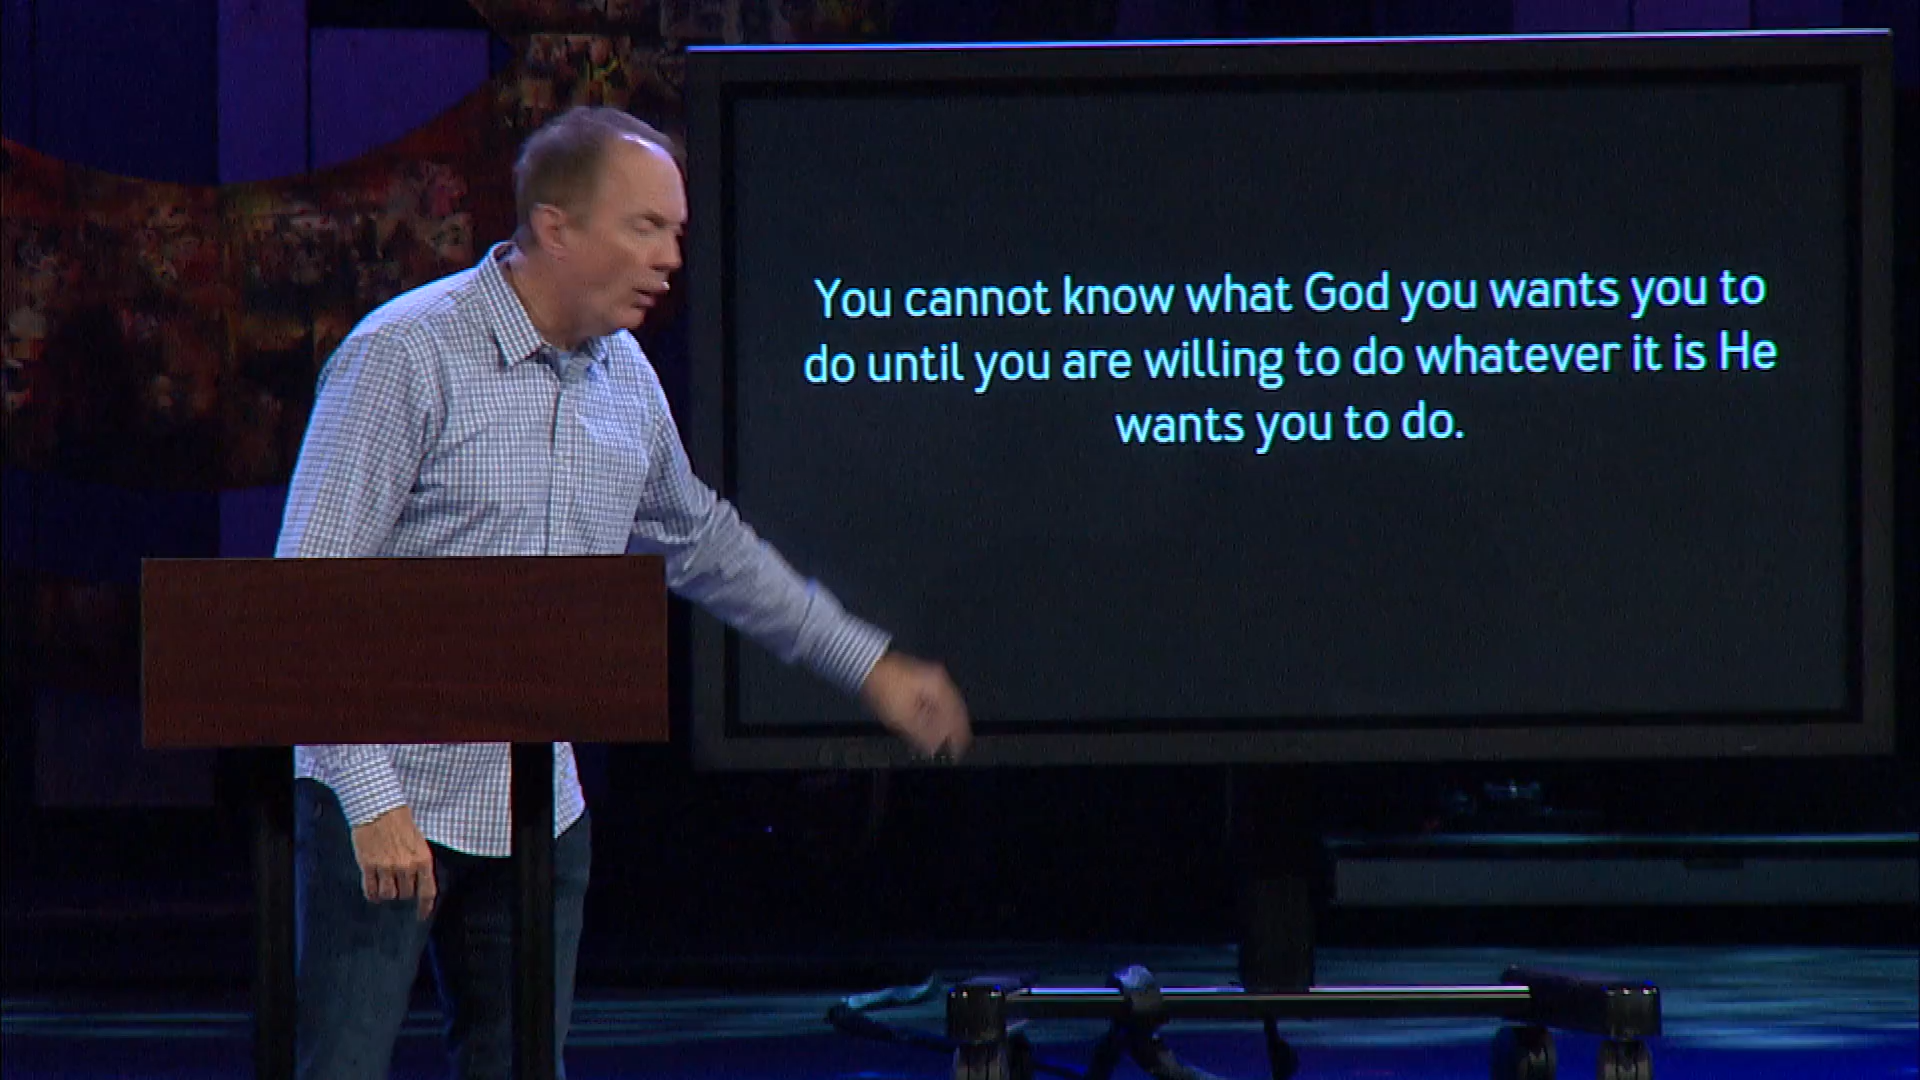 You cannot know what God you wants you to
do until you are willing to do whatever it is He
wants you to do.